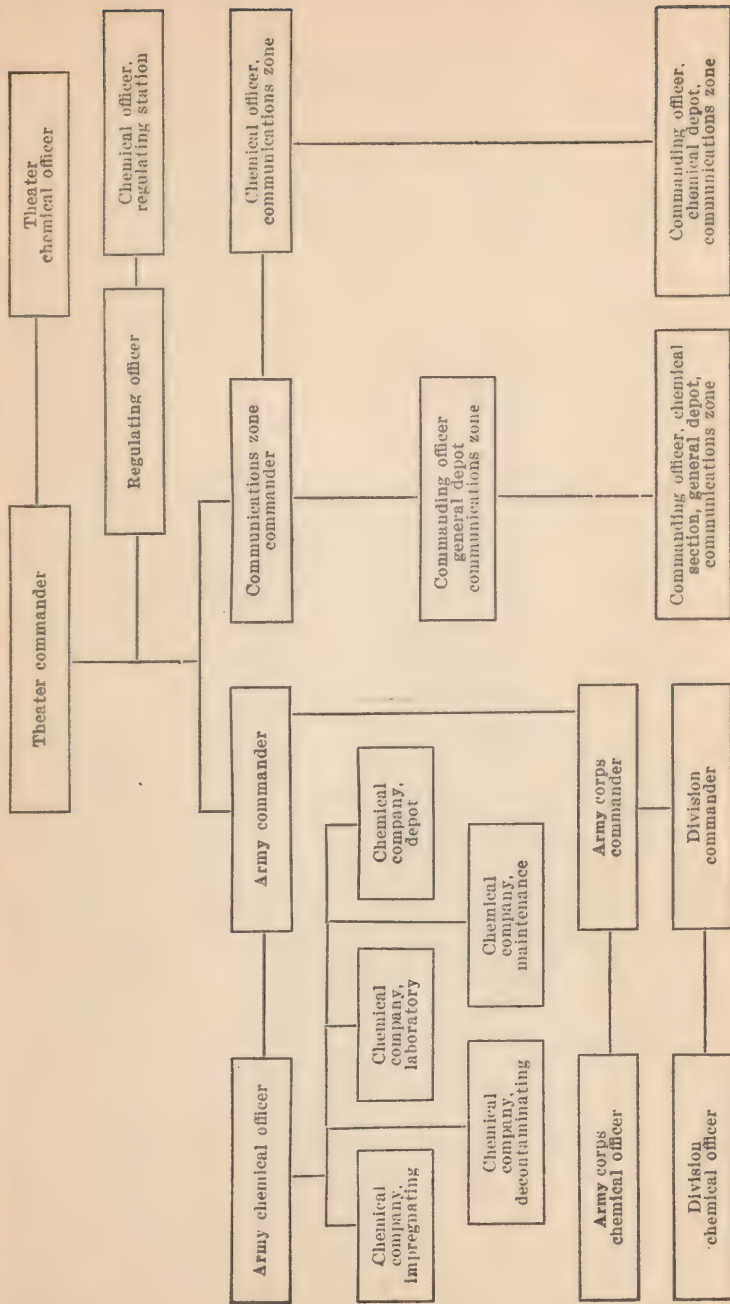 Theater commander
Theater
chemical officer
Regulating officer
Chemical officer,
regulating station
Army chemical officer
Army commander
Communications zone
commander
Chemical officer,
communications zone
Chemical
company,
impregnating
Chemical
company,
laboratory
Chemical
company,
depot
Chemical
company,
decontaminating
Chemical
company,
maintenance
Commanding officer
general depot
communications zone
Army corps
chemical officer
Army corps
commander
Commanding officer, chemical
section, general depot,
communications zone
Commanding officer,
chemical depot,
communications zone
Division
chemical officer
Division
commander